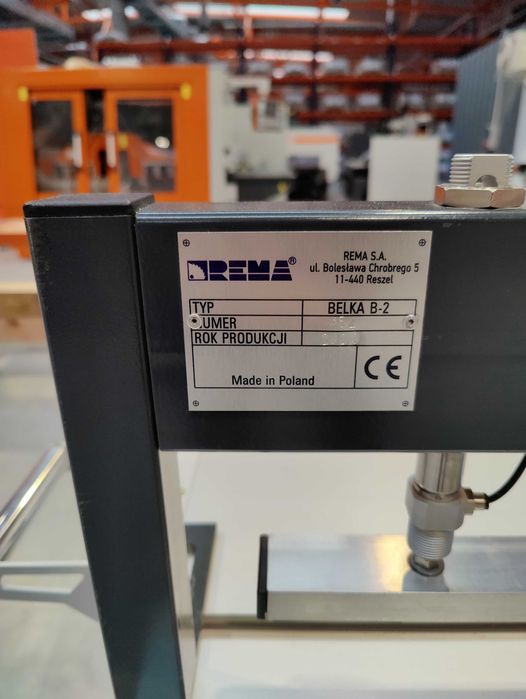 REMA®
REMA S.A.
ul. Bolesława Chrobrego 5
11-440 Reszel
TYP BELKA B-2
ROK PRODUKCJI
Made in Poland
CE